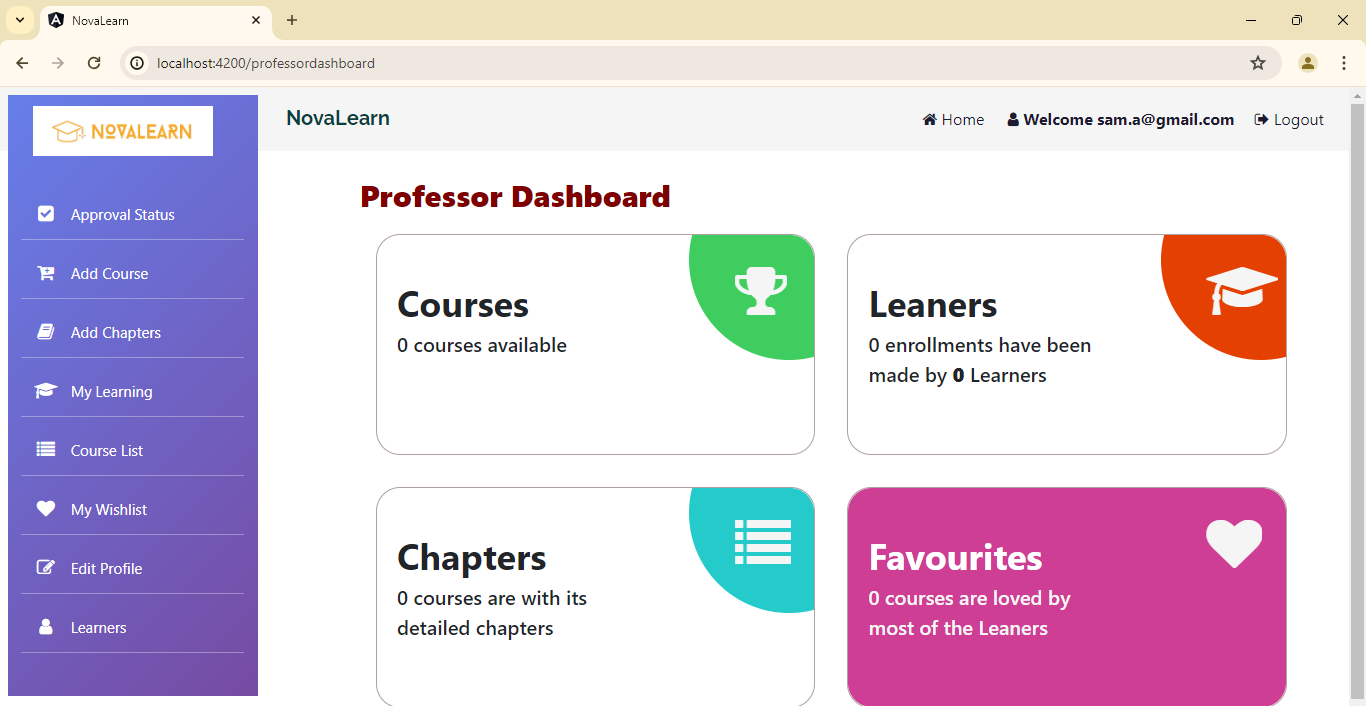 NovaLearn
localhost:4200/professordashboard
NOVALEARN
NovaLearn
Home
Welcome sam.a@gmail.com
Logout
Approval Status
Add Course
Add Chapters
My Learning
Course List
My Wishlist
Edit Profile
Learners
Professor Dashboard
Courses
0 courses available
Leaners
0 enrollments have been
made by 0 Learners
Chapters
0 courses are with its
detailed chapters
Favourites
0 courses are loved by
most of the Leaners